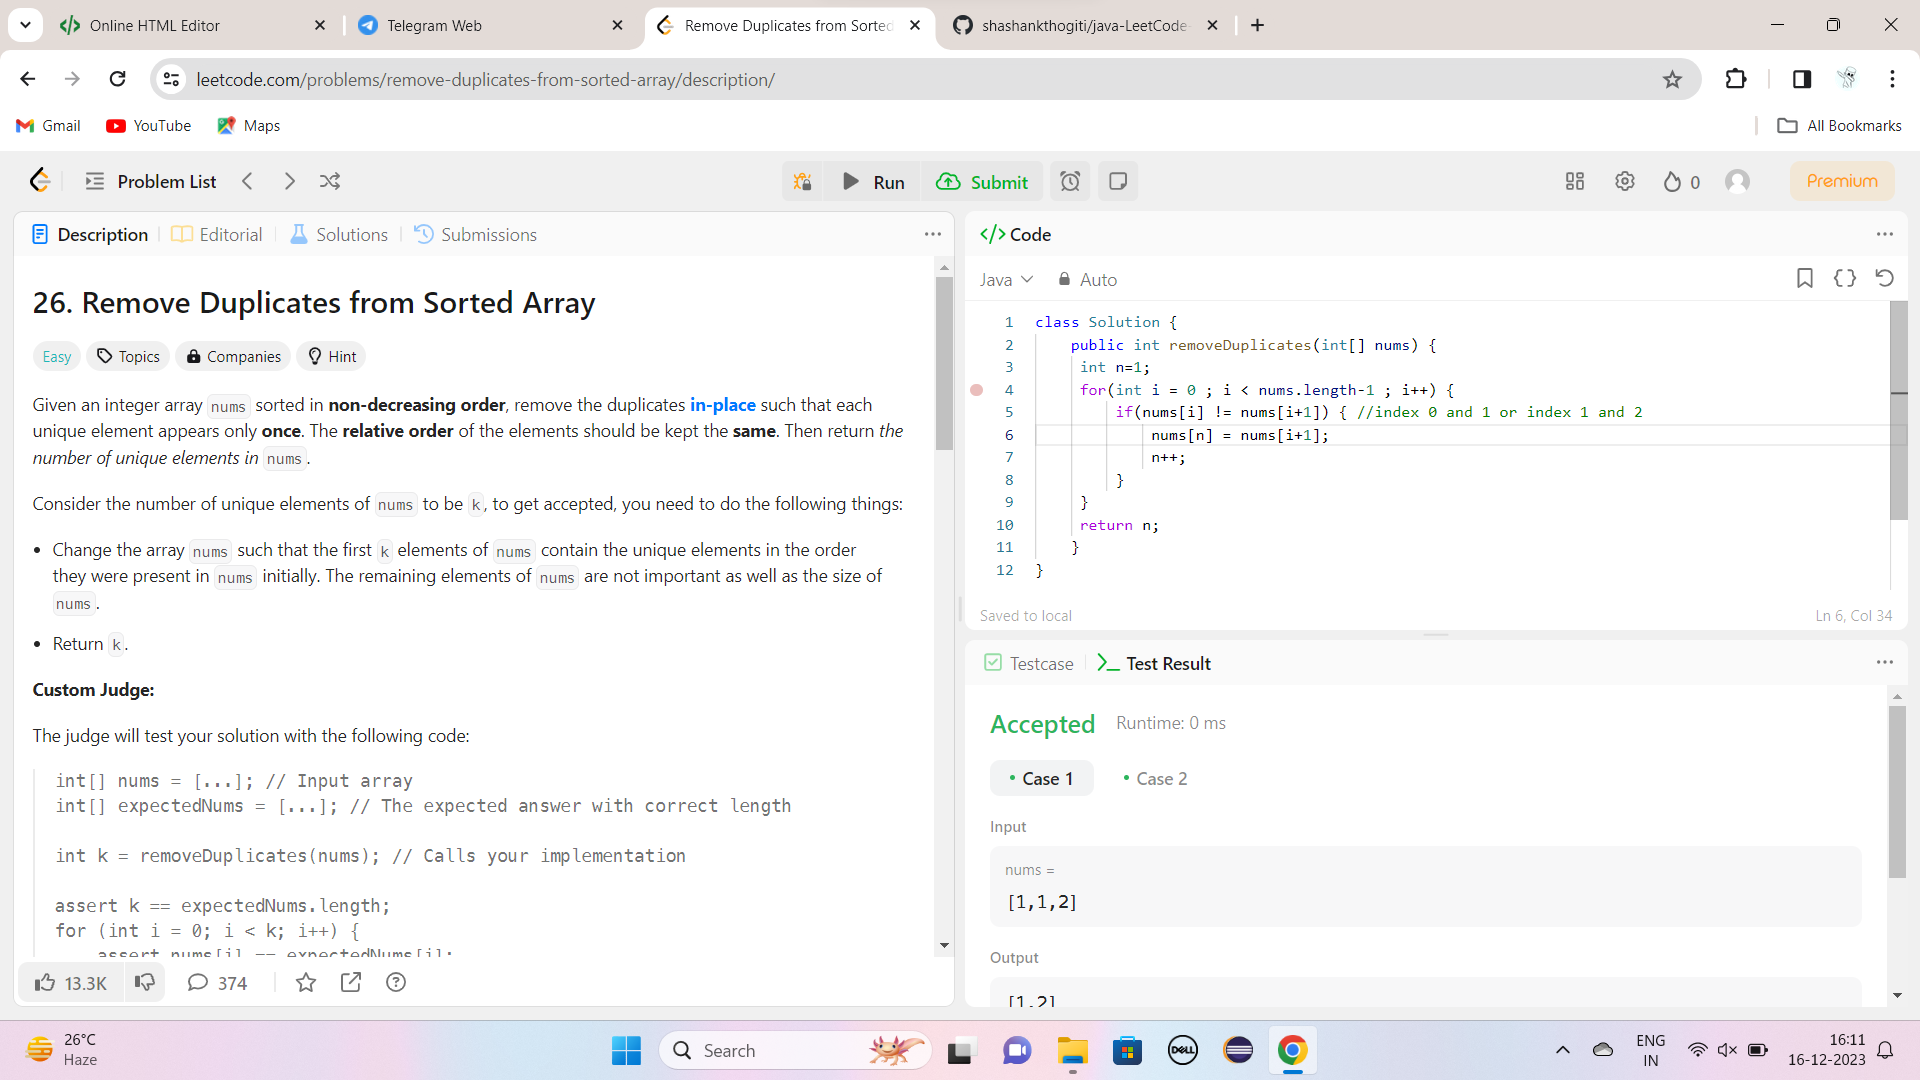 Online HTML Editor
Telegram Web
Remove Duplicates from Sorted
shashankthogiti/java-LeetCode-
leetcode.com/problems/remove-duplicates-from-sorted-array/description/
Gmail
YouTube
Maps
All Bookmarks
Problem List
Run
Submit
0
Premium
Description
Editorial
Solutions
Submissions
26. Remove Duplicates from Sorted Array
Easy
Topics
Companies
Hint
Given an integer array nums sorted in non-decreasing order, remove the duplicates in-place such that each
unique element appears only once. The relative order of the elements should be kept the same. Then return the
number of unique elements in nums.
Consider the number of unique elements of nums to be k, to get accepted, you need to do the following things:
• Change the array nums such that the first k elements of nums contain the unique elements in the order
they were present in nums initially. The remaining elements of nums are not important as well as the size of
nums.
• Return k.
Custom Judge:
The judge will test your solution with the following code:
int[] nums = [...]; // Input array
int[] expectedNums = [...]; // The expected answer with correct length
int k = removeDuplicates(nums); // Calls your implementation
assert k == expectedNums.length;
for (int i = 0; i < k; i++) {
assert nums[i] == expectedNums[i];
13.3K
374
Code
Java
Auto
1 class Solution {
2 public int removeDuplicates(int[] nums) {
3 int n=1;
4 for(int i = 0 ; i < nums.length-1 ; i++) {
5 if(nums[i] != nums[i+1]) { //index 0 and 1 or index 1 and 2
6 nums[n] = nums[i+1];
7 n++;
8 }
9 }
10 return n;
11 }
12 }
Saved to local
Ln 6, Col 34
Testcase
Test Result
Accepted
Runtime: 0 ms
• Case 1
• Case 2
Input
nums =
[1,1,2]
Output
[1,2]
26°C
Haze
Search
DELL
ENG
IN
16:11
16-12-2023